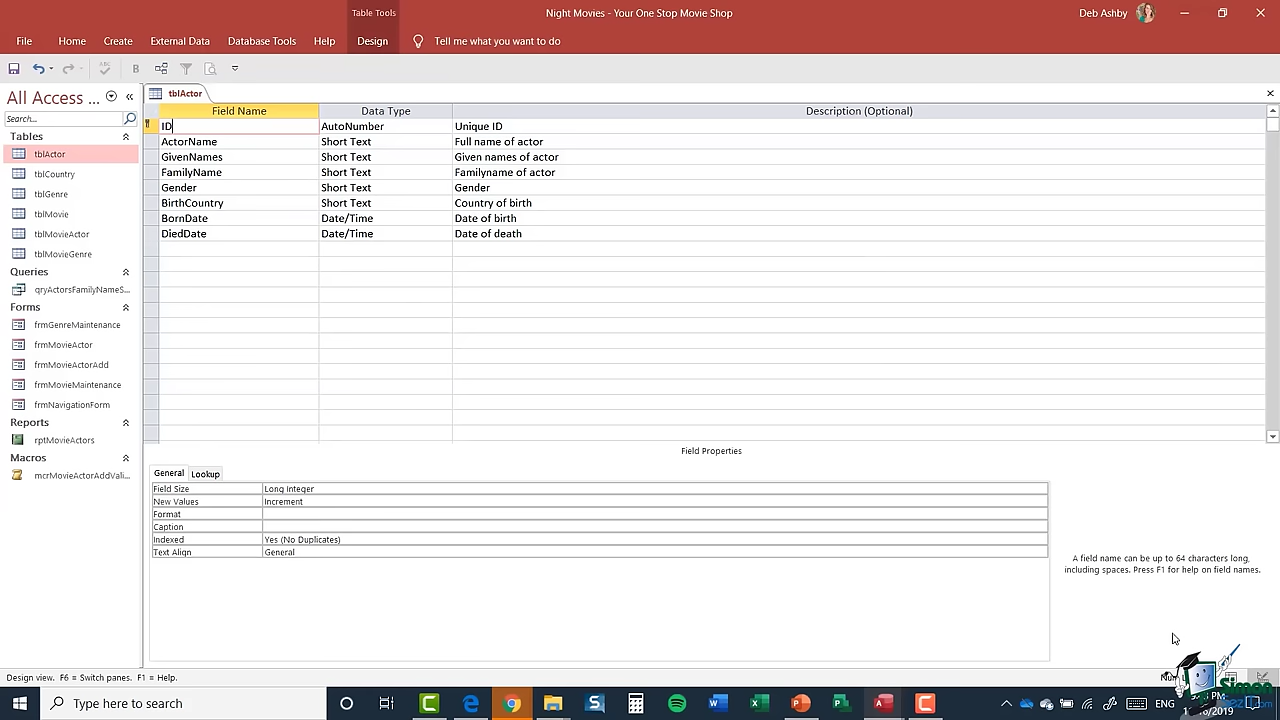 Table Tools
Night Movies - Your One Stop Movie Shop
Deb Ashby
File Home Create External Data Database Tools Help Design Tell me what you want to do
All Access ...
Search...
Tables
tblActor
tblCountry
tblGenre
tblMovie
tblMovieActor
tblMovieGenre
Queries
qryActorsFamilyNameS...
Forms
frmGenreMaintenance
frmMovieActor
frmMovieActorAdd
frmMovieMaintenance
frmNavigationForm
Reports
rptMovieActors
Macros
mcrMovieActorAddVali...
tblActor
Field Name Data Type Description (Optional)
ID AutoNumber Unique ID
ActorName Short Text Full name of actor
GivenNames Short Text Given names of actor
FamilyName Short Text Familyname of actor
Gender Short Text Gender
BirthCountry Short Text Country of birth
BornDate Date/Time Date of birth
DiedDate Date/Time Date of death
Field Properties
General Lookup
Field Size Long Integer
New Values Increment
Format
Caption
Indexed Yes (No Duplicates)
Text Align General
A field name can be up to 64 characters long,
including spaces. Press F1 for help on field names.
Design view. F6 = Switch panes. F1 = Help.
Simon
Type here to search
ENG